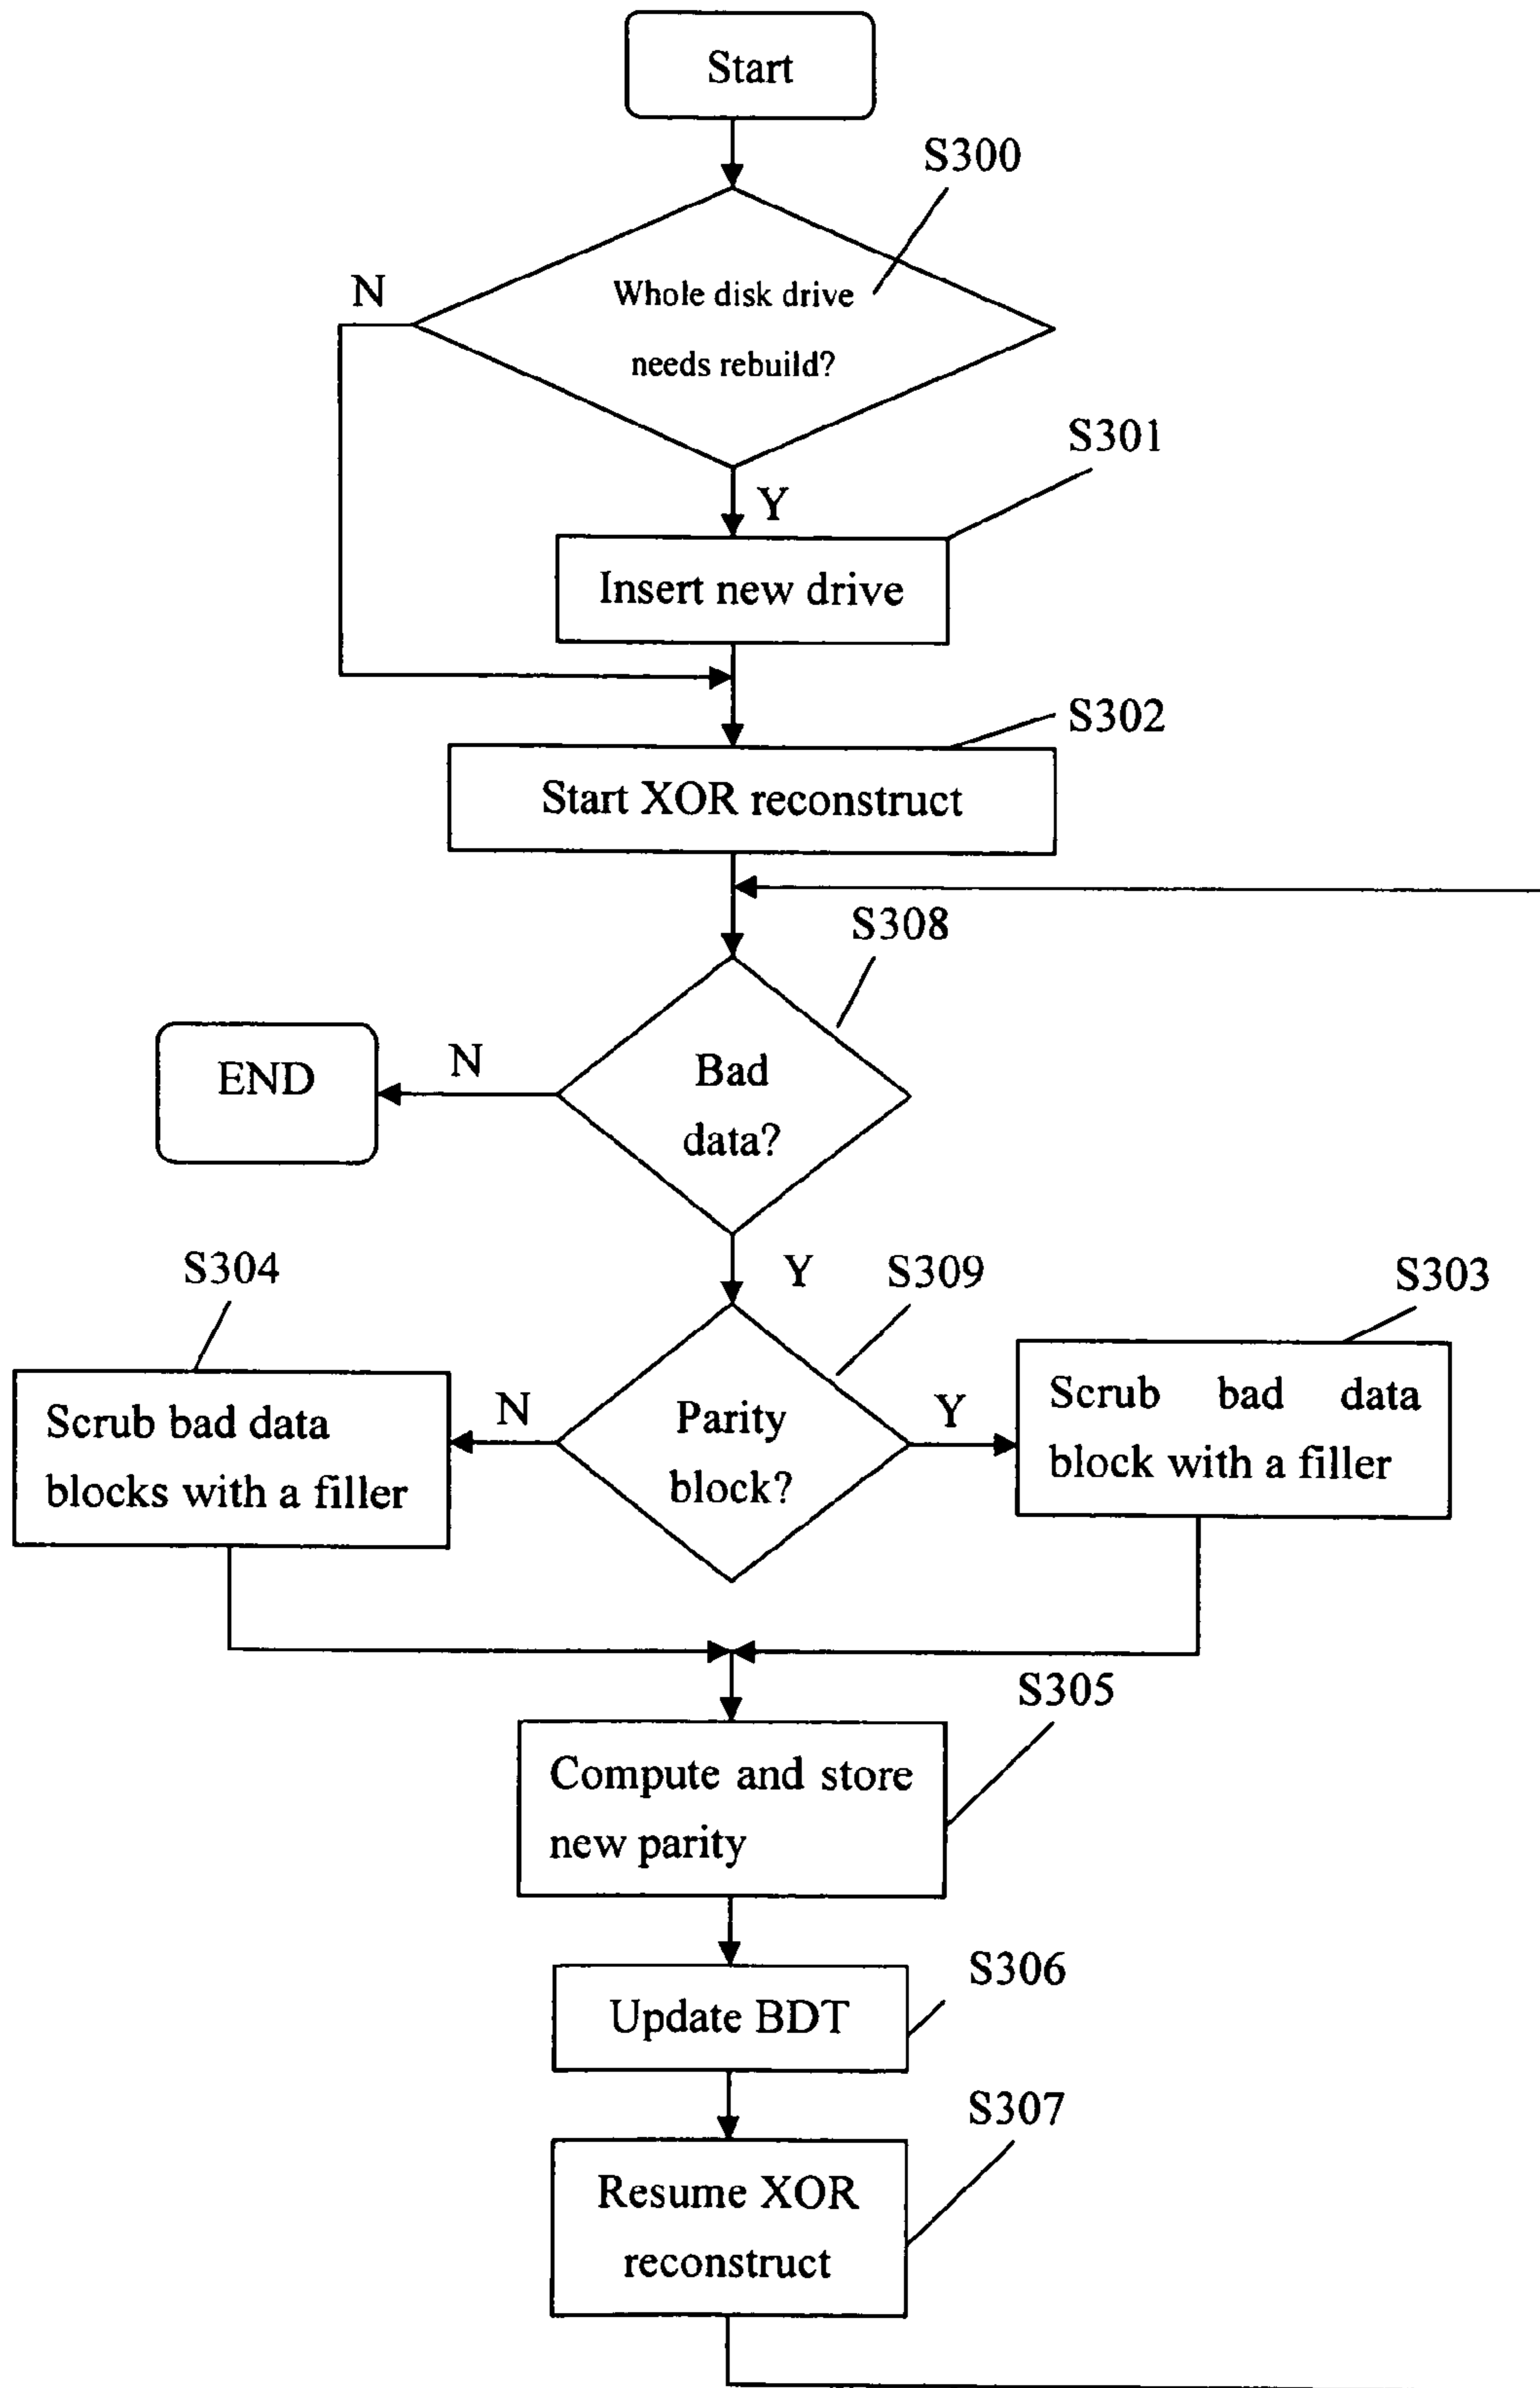 Start
S300
N
Whole disk drive
needs rebuild?
S301
Y
Insert new drive
S302
Start XOR reconstruct
S308
END
N
Bad
data?
S304
Y
S309
S303
Scrub bad data
blocks with a filler
N
Parity
block?
Y
Scrub bad data
block with a filler
S305
Compute and store
new parity
S306
Update BDT
S307
Resume XOR
reconstruct